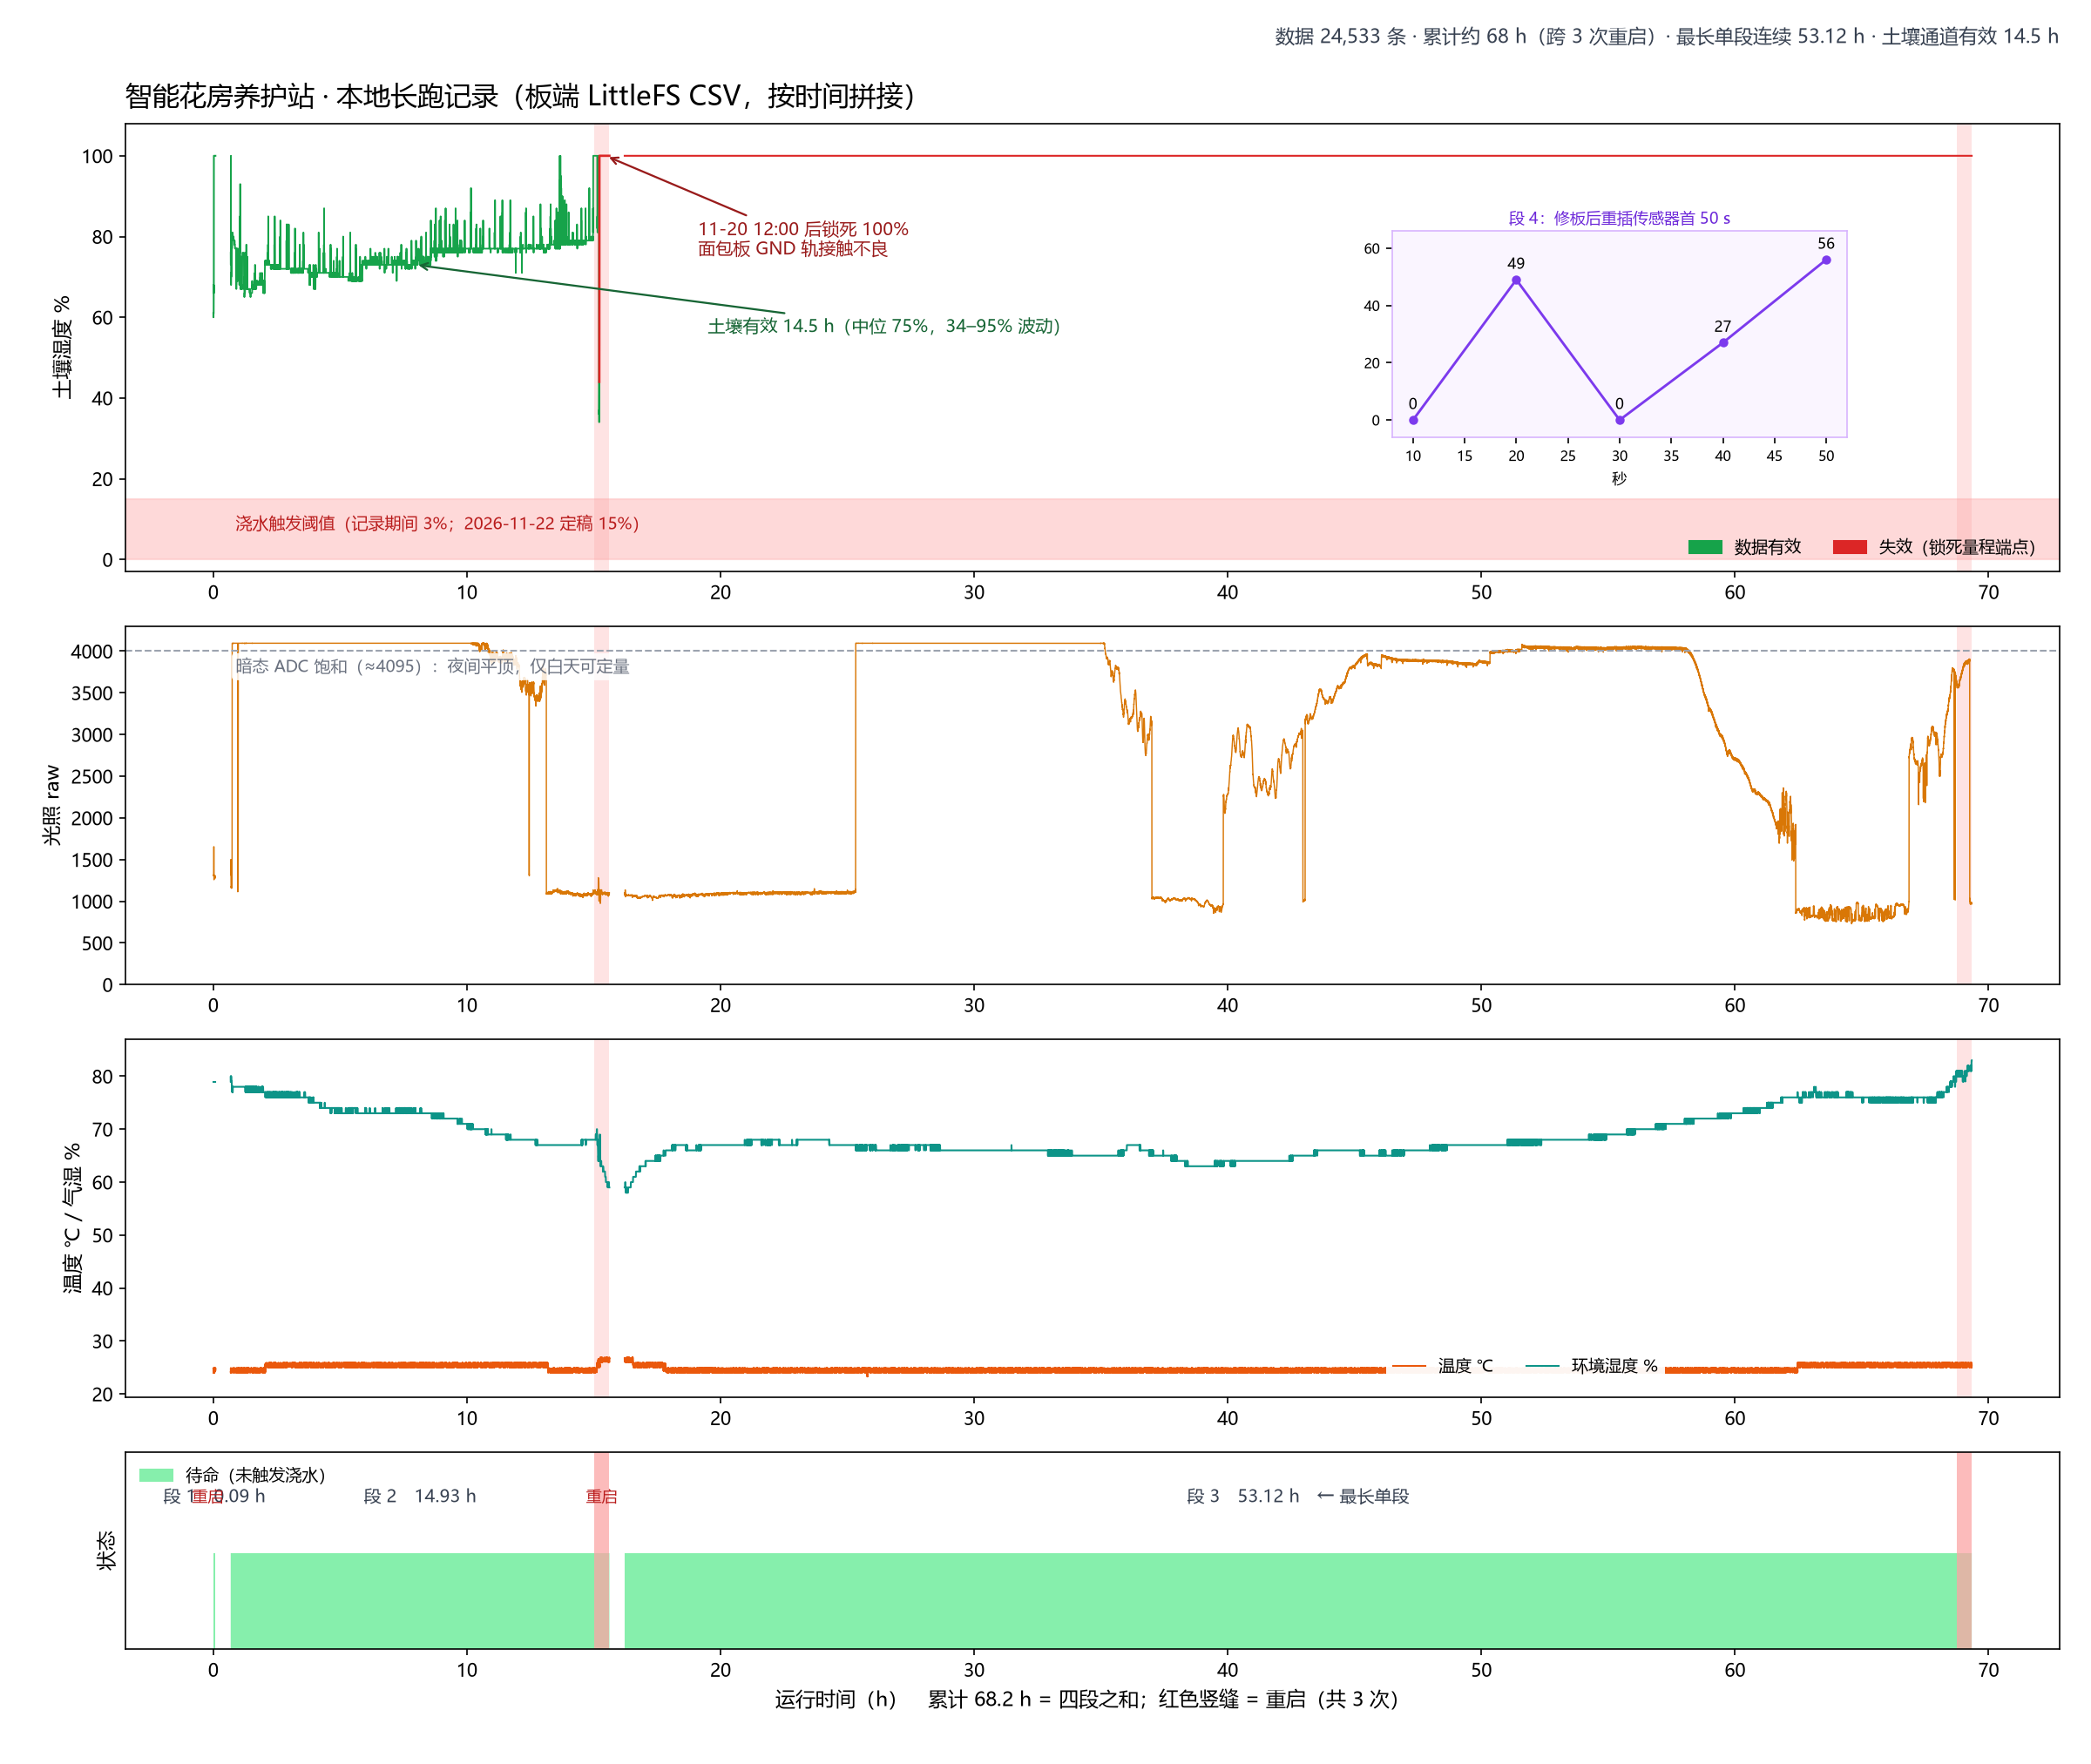 数据 24,533 条 · 累计约 68 h（跨 3 次重启）· 最长单段连续 53.12 h · 土壤通道有效 14.5 h
智能花房养护站 · 本地长跑记录（板端 LittleFS CSV，按时间拼接）
土壤湿度 %
100
80
60
40
20
0
11-20 12:00 后锁死 100%
面包板 GND 轨接触不良
土壤有效 14.5 h（中位 75%，34–95% 波动）
段 4：修板后重插传感器首 50 s
60
40
20
0
0
49
0
27
56
10 15 20 25 30 35 40 45 50
秒
浇水触发阈值（记录期间 3%；2026-11-22 定稿 15%）
数据有效 失效（锁死量程端点）
0 10 20 30 40 50 60 70
光照 raw
4000
3500
3000
2500
2000
1500
1000
500
0
暗态 ADC 饱和（≈4095）：夜间平顶，仅白天可定量
0 10 20 30 40 50 60 70
温度 ℃ / 气湿 %
80
70
60
50
40
30
20
温度 ℃ 环境湿度 %
0 10 20 30 40 50 60 70
状态
待命（未触发浇水）
段 1 0.09 h
重启
段 2 14.93 h
重启
段 3 53.12 h ← 最长单段
0 10 20 30 40 50 60 70
运行时间（h） 累计 68.2 h = 四段之和；红色竖缝 = 重启（共 3 次）